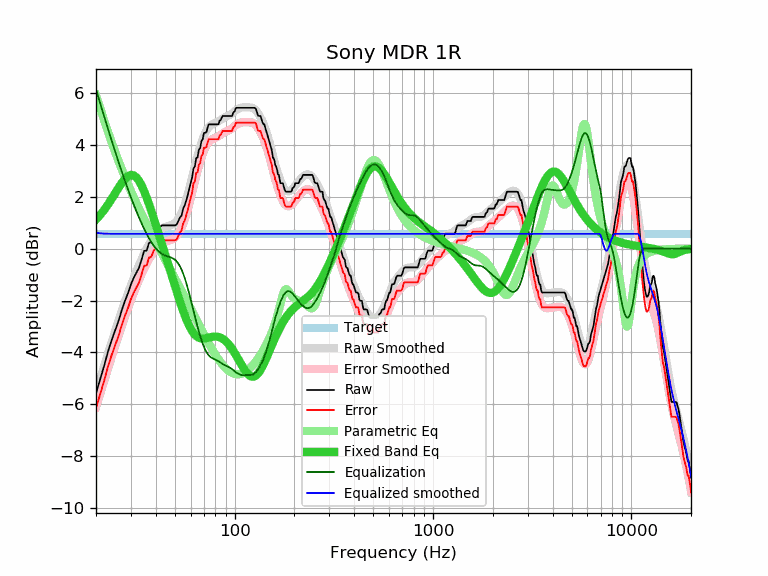 Sony MDR 1R
6
4
2
0
−2
−4
−6
−8
−10
Amplitude (dBr)
Target
Raw Smoothed
Error Smoothed
Raw
Error
Parametric Eq
Fixed Band Eq
Equalization
Equalized smoothed
100
1000
10000
Frequency (Hz)